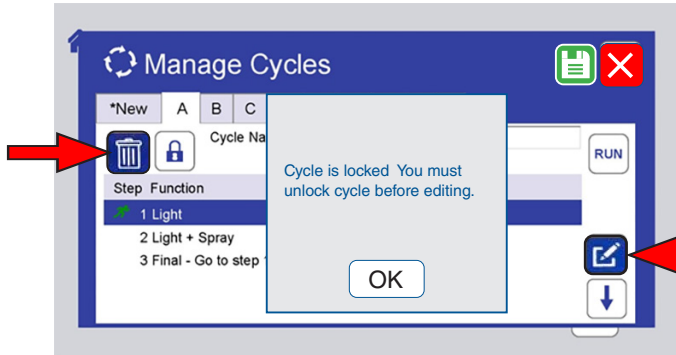 Manage Cycles
*New A B C
Cycle Na
RUN
Step Function
1 Light
2 Light + Spray
3 Final - Go to step
Cycle is locked You must
unlock cycle before editing.
OK